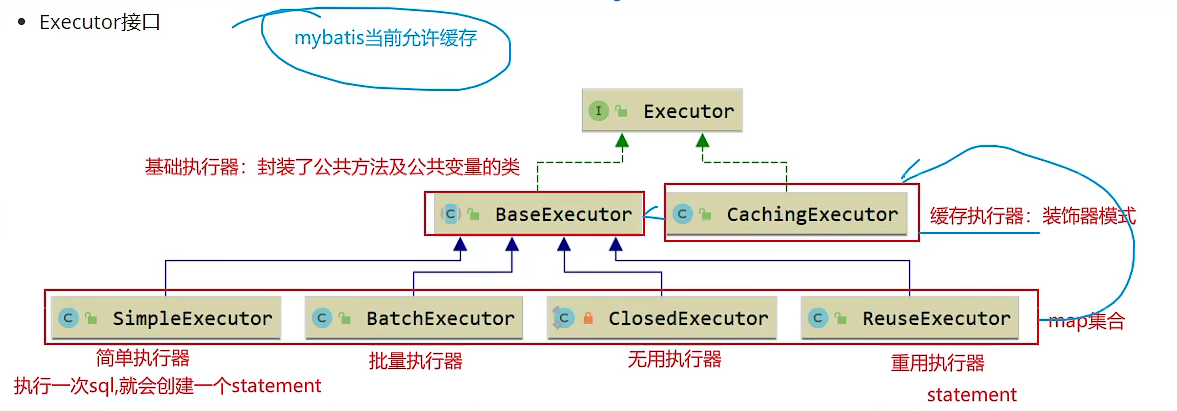 Executor接口
mybatis当前允许缓存
I Executor
基础执行器：封装了公共方法及公共变量的类
C BaseExecutor
C CachingExecutor
缓存执行器：装饰器模式
C SimpleExecutor
C BatchExecutor
C ClosedExecutor
C ReuseExecutor
map集合
简单执行器
批量执行器
无用执行器
重用执行器
执行一次sql,就会创建一个statement
statement